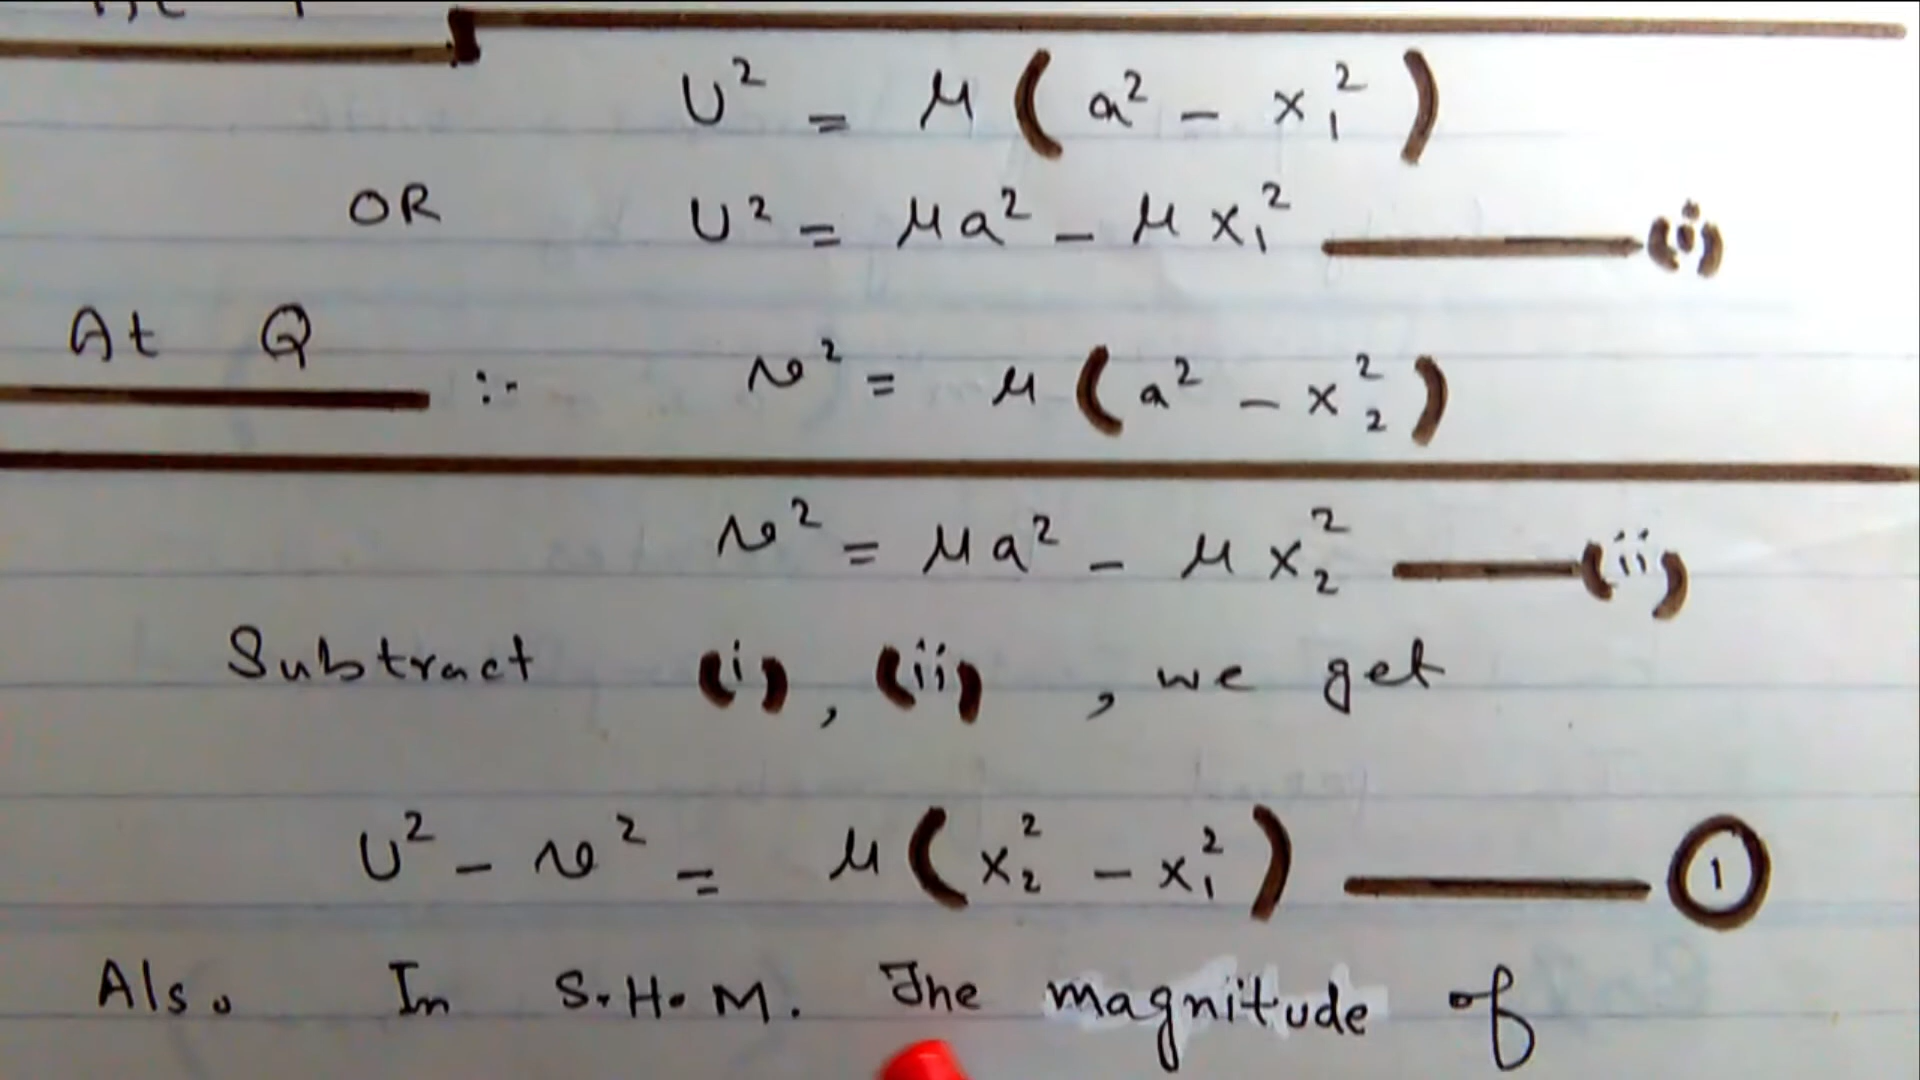 U² = μ ( a² - x₁² )
OR U² = μa² - μx₁² (i)
At Q :- v² = μ ( a² - x₂² )
v² = μa² - μx₂² (ii)
Subtract (i), (ii) , we get
U² - v² = μ ( x₂² - x₁² ) 1
Also In S.H.M. The magnitude of